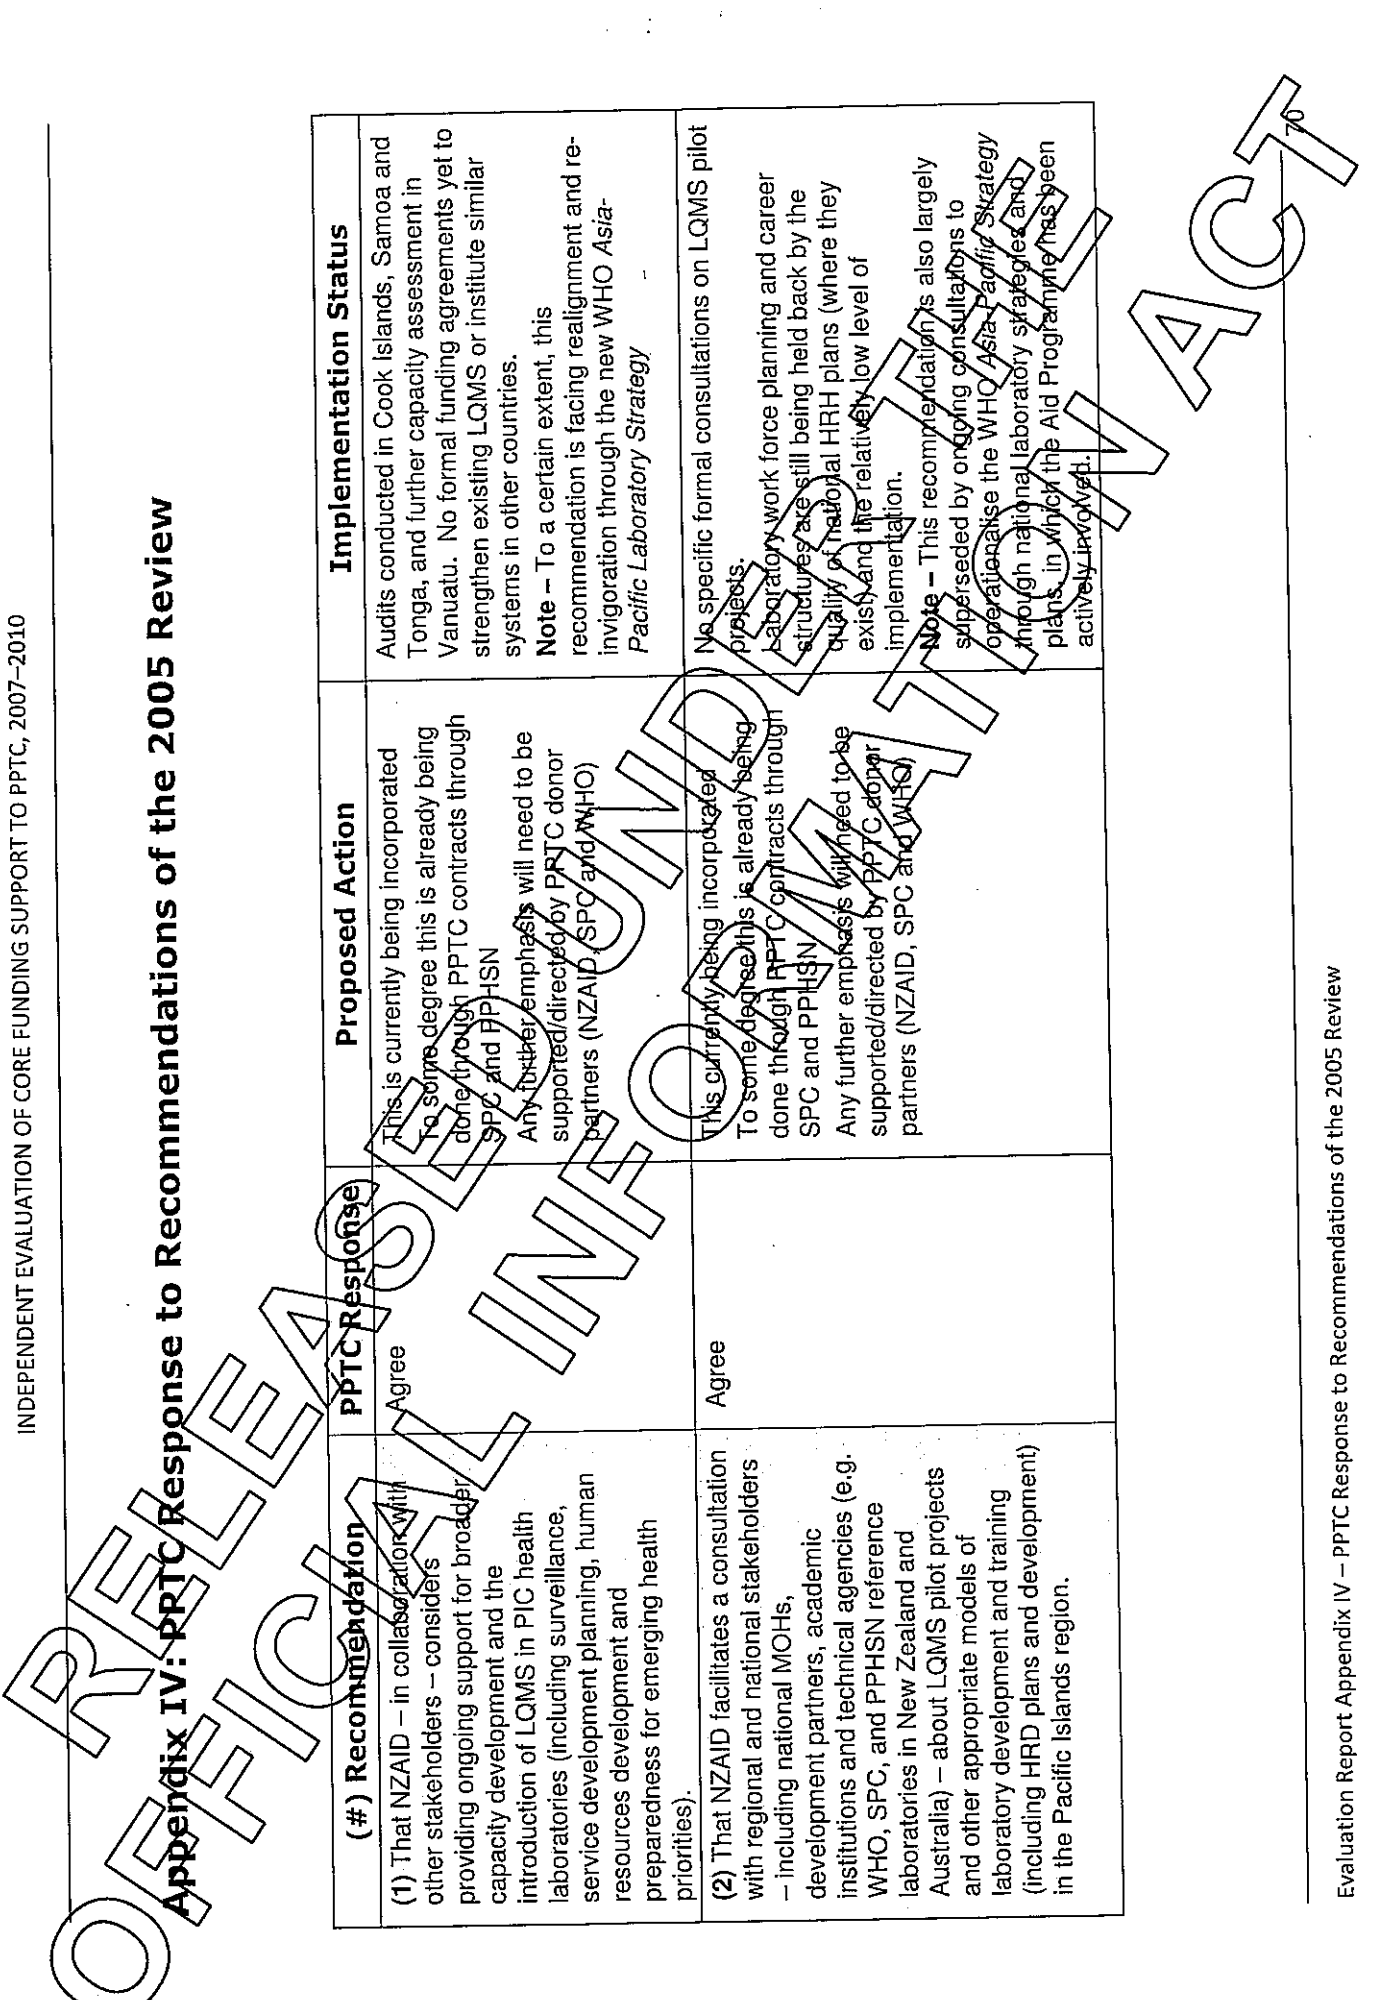 INDEPENDENT EVALUATION OF CORE FUNDING SUPPORT TO PPTC, 2007–2010
Appendix IV: PPTC Response to Recommendations of the 2005 Review
(#) Recommendation
PPTC Response
Proposed Action
Implementation Status
(1) That NZAID – in collaboration with
other stakeholders – considers
providing ongoing support for broader
capacity development and the
introduction of LQMS in PIC health
laboratories (including surveillance,
service development planning, human
resources development and
preparedness for emerging health
priorities).
Agree
This is currently being incorporated
To some degree this is already being
done through PPTC contracts through
SPC and PPHSN
Any further emphasis will need to be
supported/directed by PPTC donor
partners (NZAID, SPC and WHO)
Audits conducted in Cook Islands, Samoa and
Tonga, and further capacity assessment in
Vanuatu. No formal funding agreements yet to
strengthen existing LQMS or institute similar
systems in other countries.
Note – To a certain extent, this
recommendation is facing realignment and re-
invigoration through the new WHO Asia-
Pacific Laboratory Strategy
(2) That NZAID facilitates a consultation
with regional and national stakeholders
– including national MOHs,
development partners, academic
institutions and technical agencies (e.g.
WHO, SPC, and PPHSN reference
laboratories in New Zealand and
Australia) – about LQMS pilot projects
and other appropriate models of
laboratory development and training
(including HRD plans and development)
in the Pacific Islands region.
Agree
This currently being incorporated
To some degree this is already being
done through PPTC contracts through
SPC and PPHSN
Any further emphasis will need to be
supported/directed by PPTC donor
partners (NZAID, SPC and WHO)
No specific formal consultations on LQMS pilot
projects.
Laboratory work force planning and career
structures are still being held back by the
quality of national HRH plans (where they
exist) and the relatively low level of
implementation.
Note – This recommendation is also largely
superseded by ongoing consultations to
operationalise the WHO Asia-Pacific Strategy
through national laboratory strategies and
plans, in which the Aid Programme has been
actively involved.
RELEASED UNDER THE
OFFICIAL INFORMATION ACT
Evaluation Report Appendix IV – PPTC Response to Recommendations of the 2005 Review
70